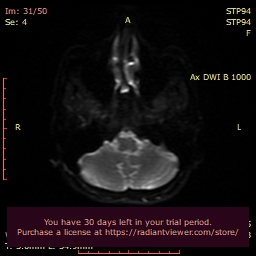 Im: 31/50
Se: 4
A
STP94
STP94
F
Ax DWI B 1000
R
L
You have 30 days left in your trial period.
Purchase a license at https://radiantviewer.com/store/